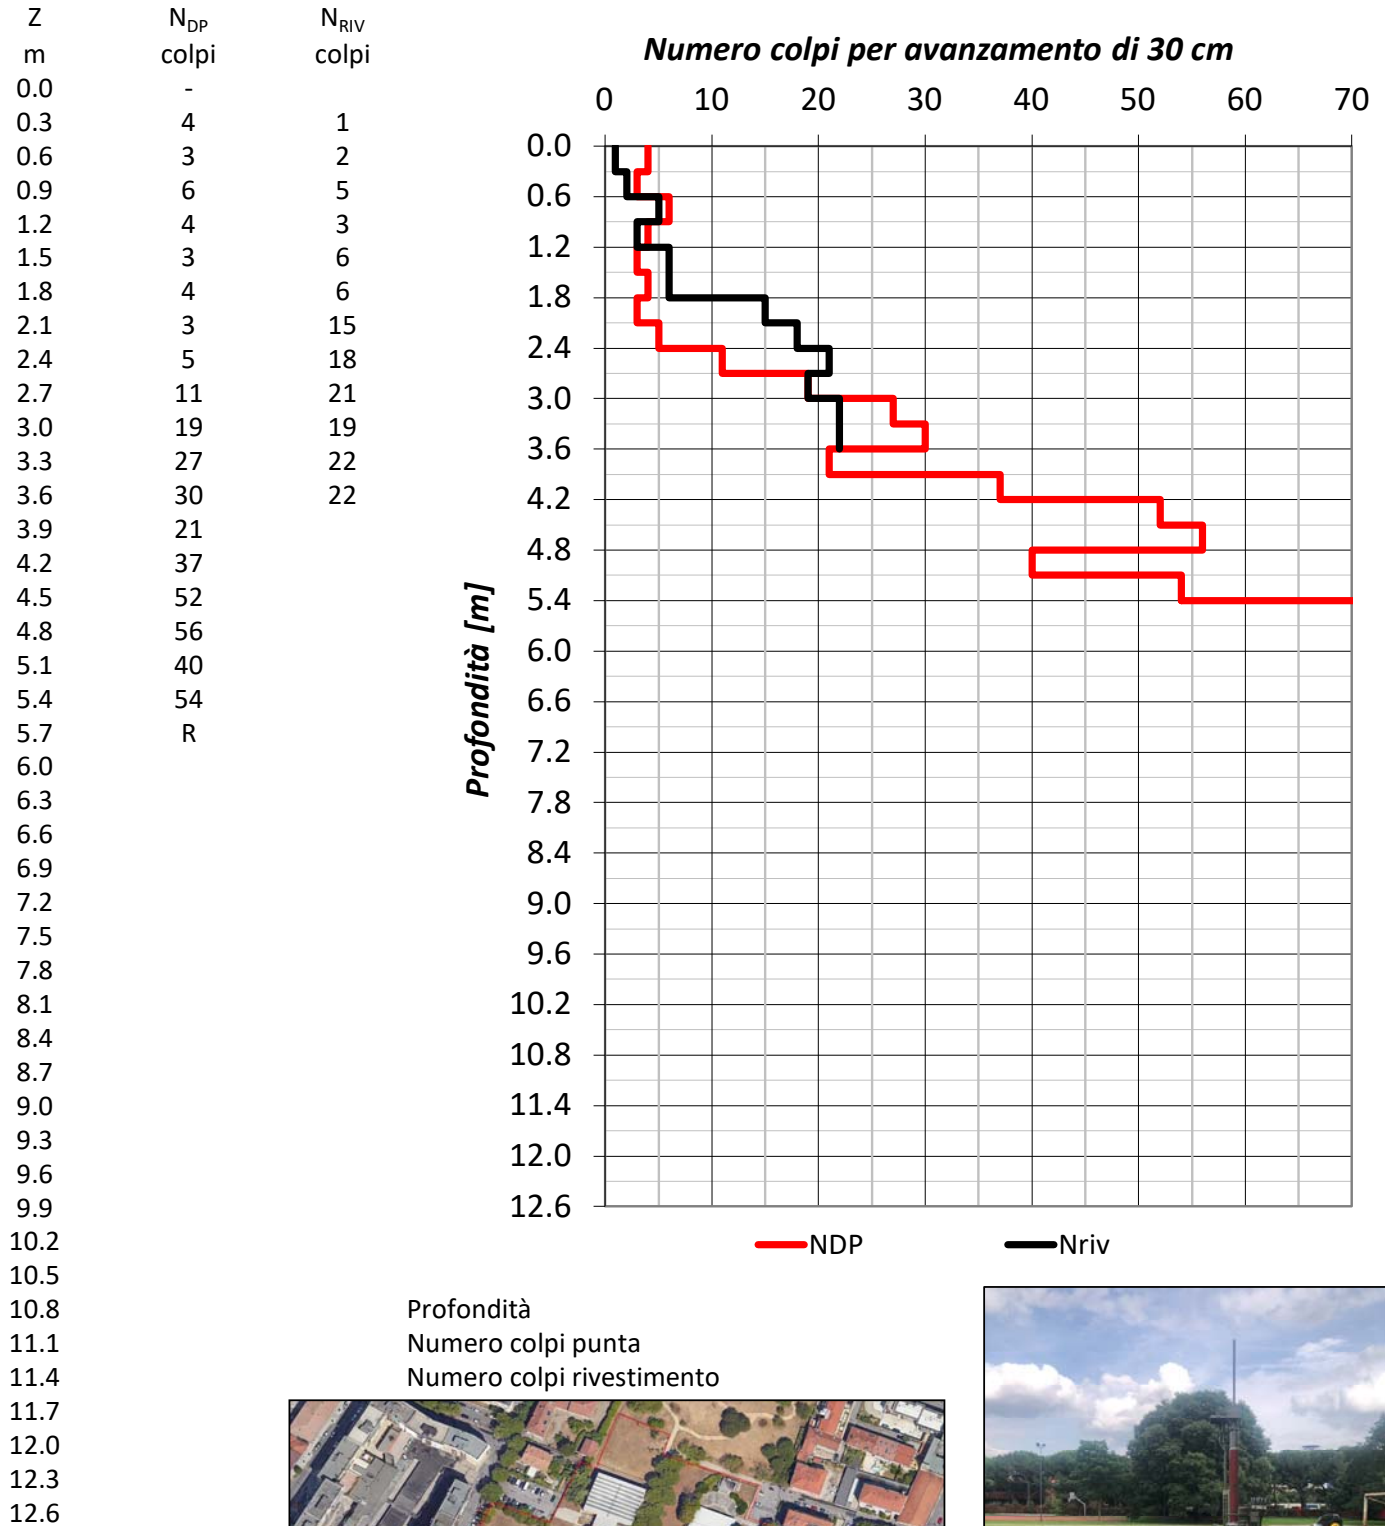 Z N_DP N_RIV
m colpi colpi
0.0 -
0.3 4 1
0.6 3 2
0.9 6 5
1.2 4 3
1.5 3 6
1.8 4 6
2.1 3 15
2.4 5 18
2.7 11 21
3.0 19 19
3.3 27 22
3.6 30 22
3.9 21
4.2 37
4.5 52
4.8 56
5.1 40
5.4 54
5.7 R
6.0
6.3
6.6
6.9
7.2
7.5
7.8
8.1
8.4
8.7
9.0
9.3
9.6
9.9
10.2
10.5
10.8
11.1
11.4
11.7
12.0
12.3
12.6
Numero colpi per avanzamento di 30 cm
0 10 20 30 40 50 60 70
0.0
0.6
1.2
1.8
2.4
3.0
3.6
4.2
4.8
5.4
6.0
6.6
7.2
7.8
8.4
9.0
9.6
10.2
10.8
11.4
12.0
12.6
Profondità [m]
NDP Nriv
Profondità
Numero colpi punta
Numero colpi rivestimento